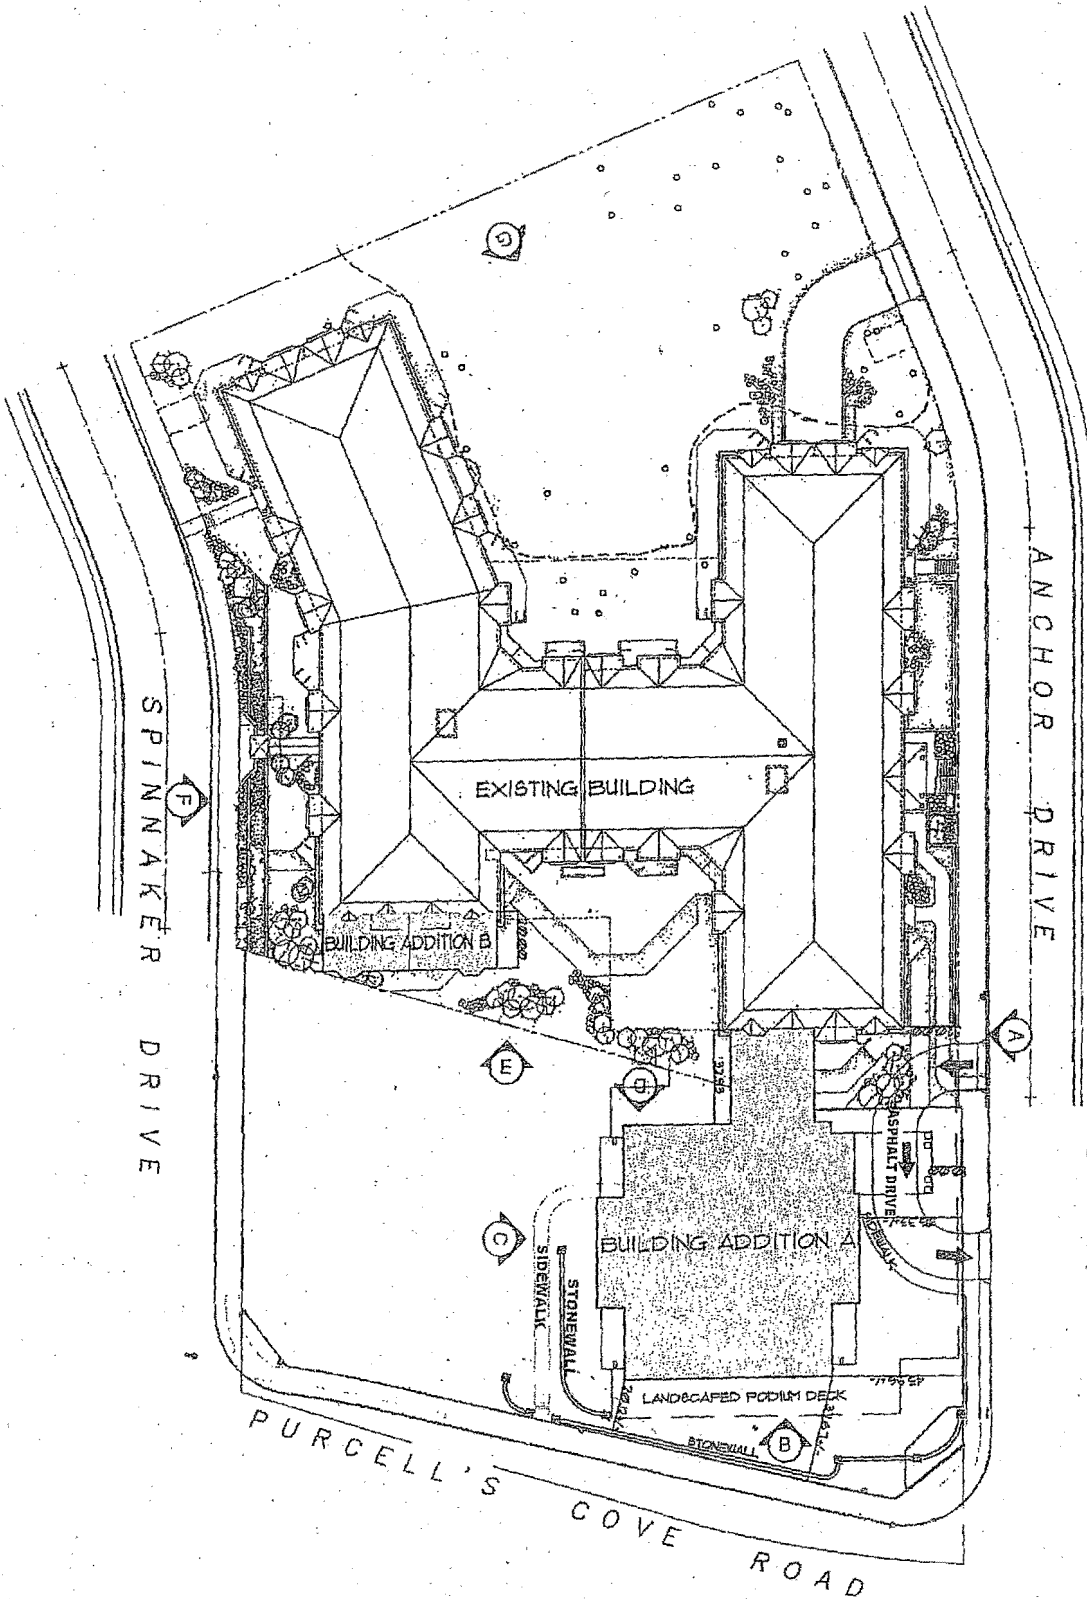 G
ANCHOR DRIVE
SPINNAKER DRIVE
F
EXISTING BUILDING
BUILDING ADDITION B
A
E
D
ASPHALT DRIVE
SIDEWALK
C
BUILDING ADDITION A
SIDEWALK
STONEWALL
LANDSCAPED PODIUM DECK
STONEWALL
B
PURCELL'S COVE ROAD